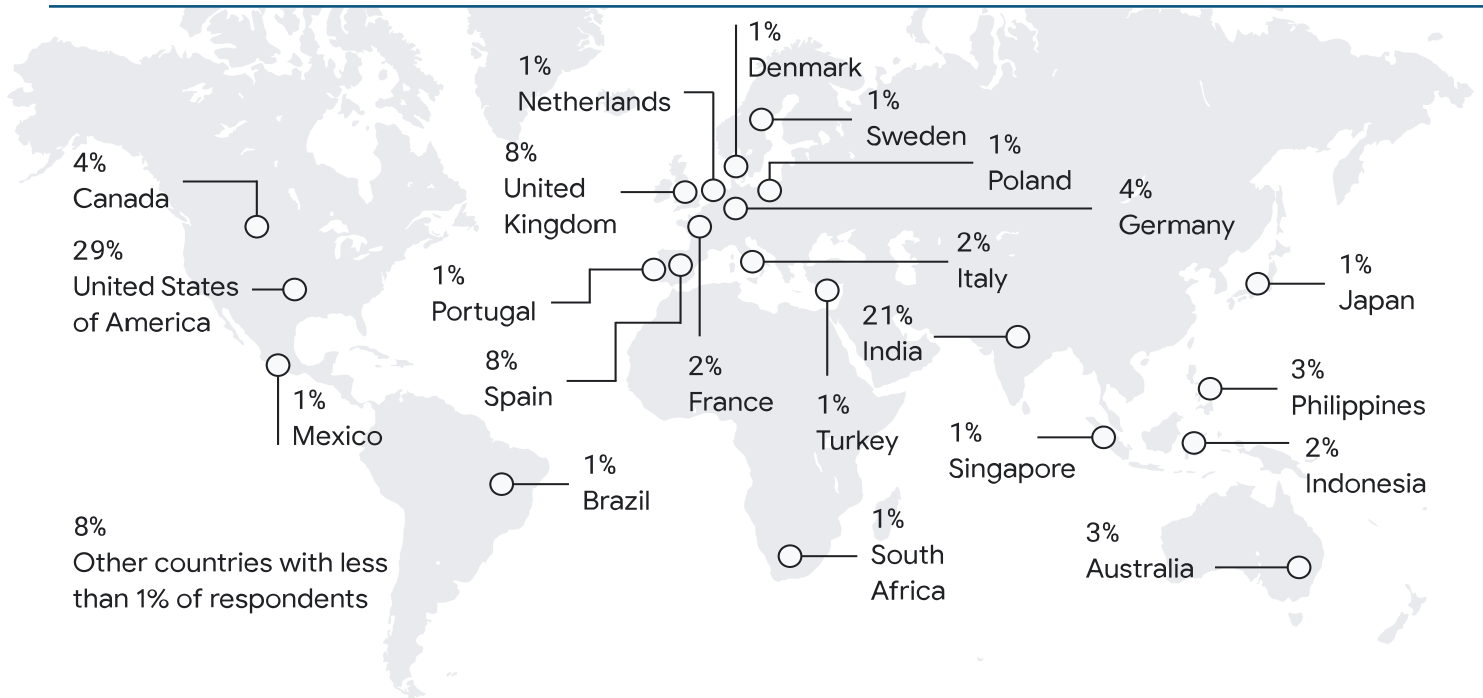 1%
Denmark
1%
Netherlands
1%
Sweden
1%
Poland
8%
United
Kingdom
4%
Canada
4%
Germany
29%
United States
of America
2%
Italy
1%
Portugal
1%
Japan
21%
India
8%
Spain
2%
France
3%
Philippines
1%
Mexico
1%
Turkey
1%
Singapore
2%
Indonesia
1%
Brazil
8%
Other countries with less
than 1% of respondents
1%
South
Africa
3%
Australia